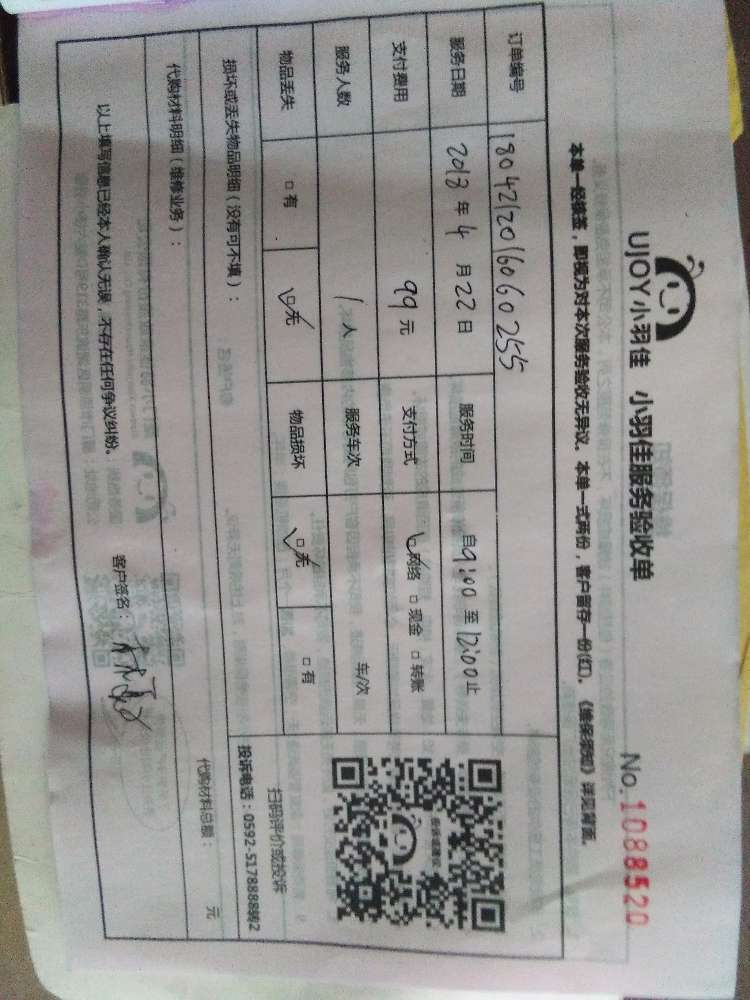 UJOY小羽佳 小羽佳服务验收单
No.1088520
本单一经接签，即视为对本次服务验收无异议。本单一式两份，客户留存一份(红)。《维保须知》详见背面。
订单编号 1804212016060255
服务日期 2018 年 4 月 22 日 服务时间 自 9:00 至 12:00 止
支付费用 99 元 支付方式 ☑网络 □现金 □转账
服务人数 1 人 服务车次 车/次
物品丢失 □有 ☑无 物品损坏 ☑无 □有
扫码评价或投诉
投诉电话：0592-5178888转2
损坏或丢失物品明细（没有可不填）：
代购材料明细（维修业务）：
代购材料总额： 元
以上填写信息已经本人确认无误，不存在任何争议纠纷。 客户签名：